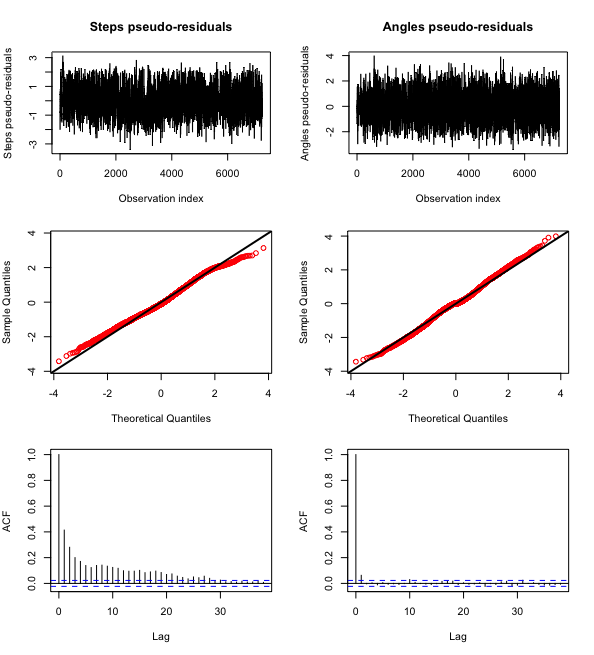 Steps pseudo-residuals
Angles pseudo-residuals
Steps pseudo-residuals
3
1
-1
-3
0 2000 4000 6000
Observation index
Angles pseudo-residuals
4
2
0
-2
0 2000 4000 6000
Observation index
Sample Quantiles
4
2
0
-2
-4
-4 -2 0 2 4
Theoretical Quantiles
Sample Quantiles
4
2
0
-2
-4
-4 -2 0 2 4
Theoretical Quantiles
ACF
1.0
0.8
0.6
0.4
0.2
0.0
0 10 20 30
Lag
ACF
1.0
0.8
0.6
0.4
0.2
0.0
0 10 20 30
Lag